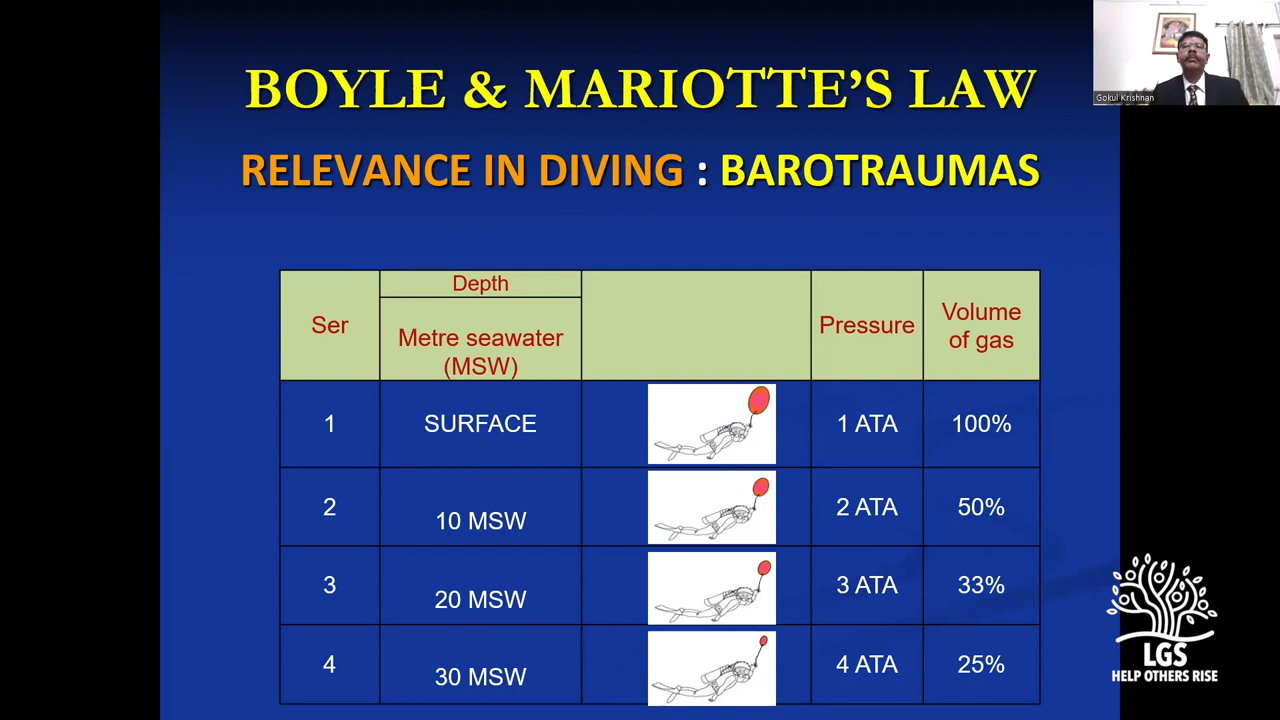 BOYLE & MARIOTTE’S LAW
RELEVANCE IN DIVING : BAROTRAUMAS
Gokul Krishnan
Ser
Depth
Metre seawater
(MSW)
Pressure
Volume
of gas
1 SURFACE 1 ATA 100%
2 10 MSW 2 ATA 50%
3 20 MSW 3 ATA 33%
4 30 MSW 4 ATA 25%
LGS
HELP OTHERS RISE